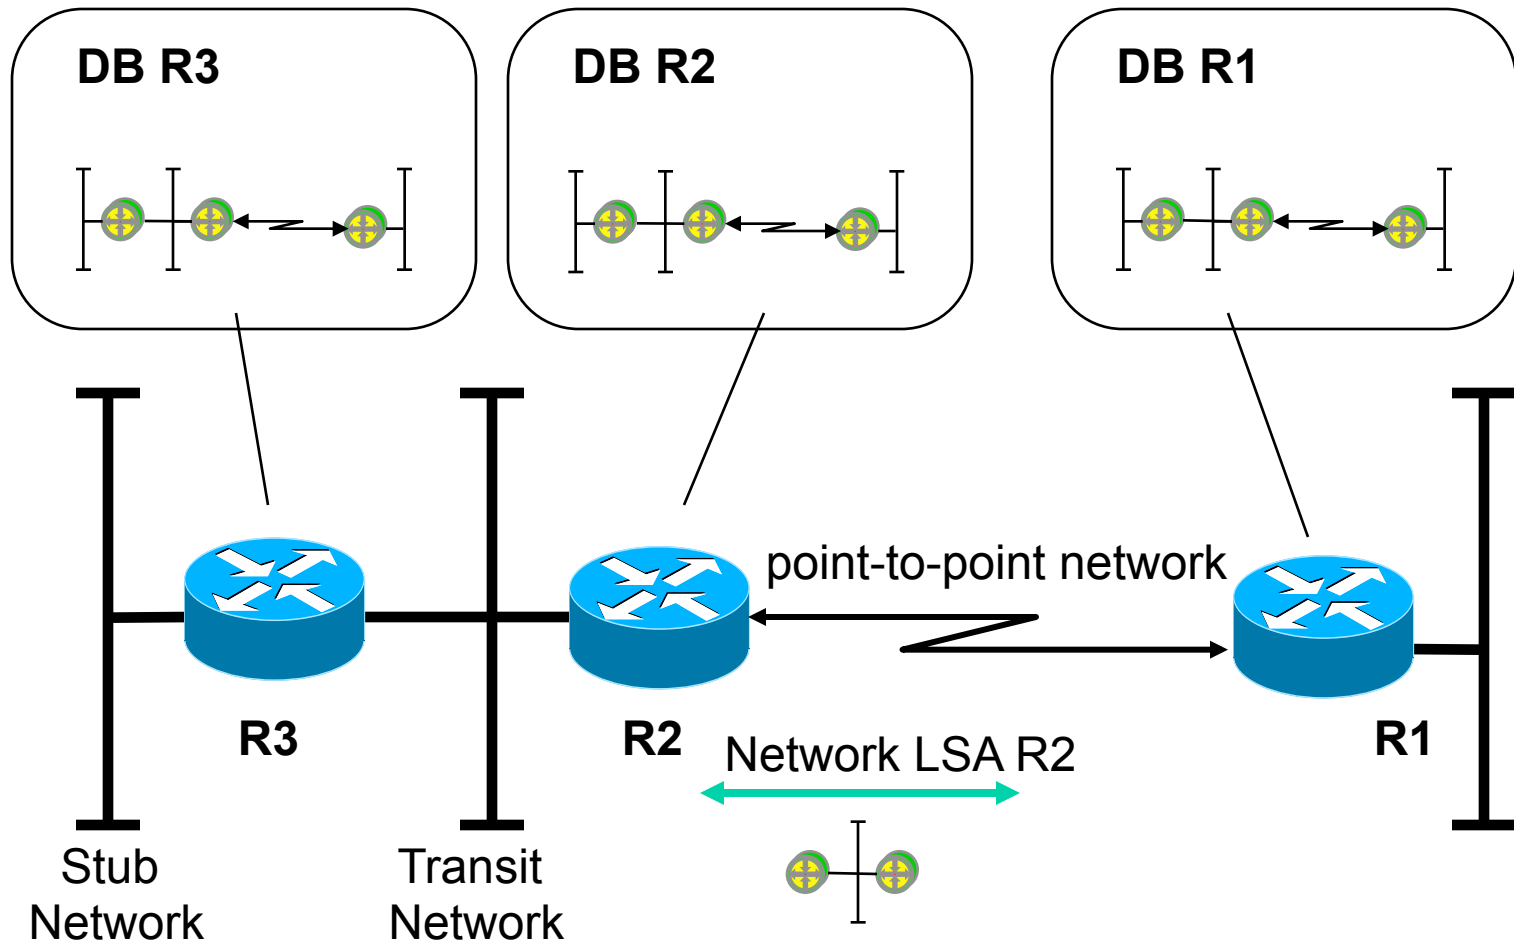 DB R3
DB R2
DB R1
point-to-point network
R3
R2
R1
Network LSA R2
Stub
Network
Transit
Network